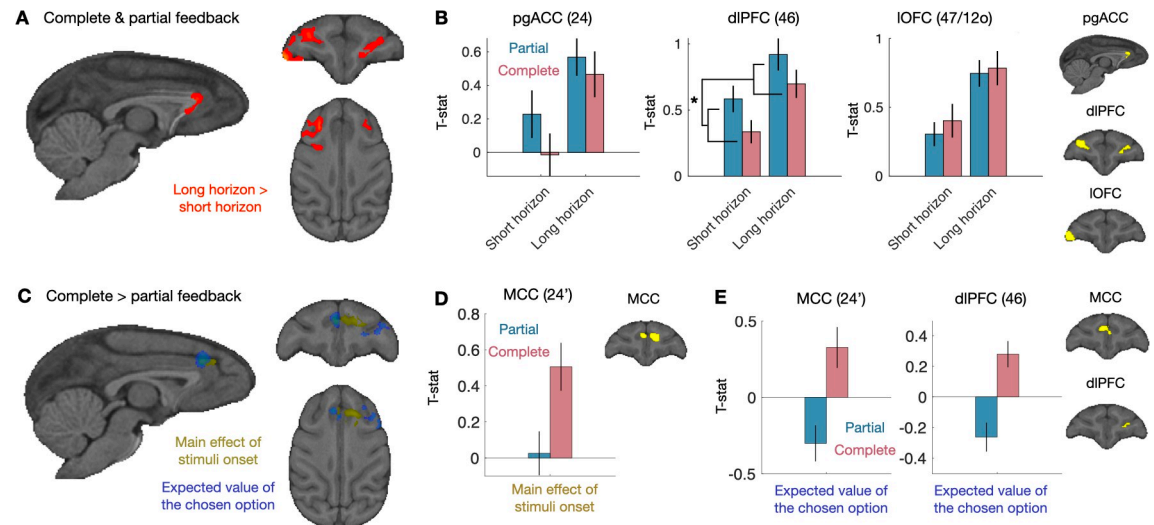 A
Complete & partial feedback
Long horizon >
short horizon
B
pgACC (24)
T-stat
0.6
0.4
0.2
0
Partial
Complete
Short horizon
Long horizon
dlPFC (46)
T-stat
1
0.5
0
*
Short horizon
Long horizon
lOFC (47/12o)
T-stat
1
0.5
0
Short horizon
Long horizon
pgACC
dlPFC
lOFC
C
Complete > partial feedback
Main effect of
stimuli onset
Expected value of
the chosen option
D
MCC (24')
T-stat
0.8
0.6
0.4
0.2
0
Partial
Complete
Main effect of
stimuli onset
MCC
E
MCC (24')
T-stat
0.5
0
-0.5
Partial
Complete
Expected value of
the chosen option
dlPFC (46)
0.4
0.2
0
-0.2
-0.4
Expected value of
the chosen option
MCC
dlPFC